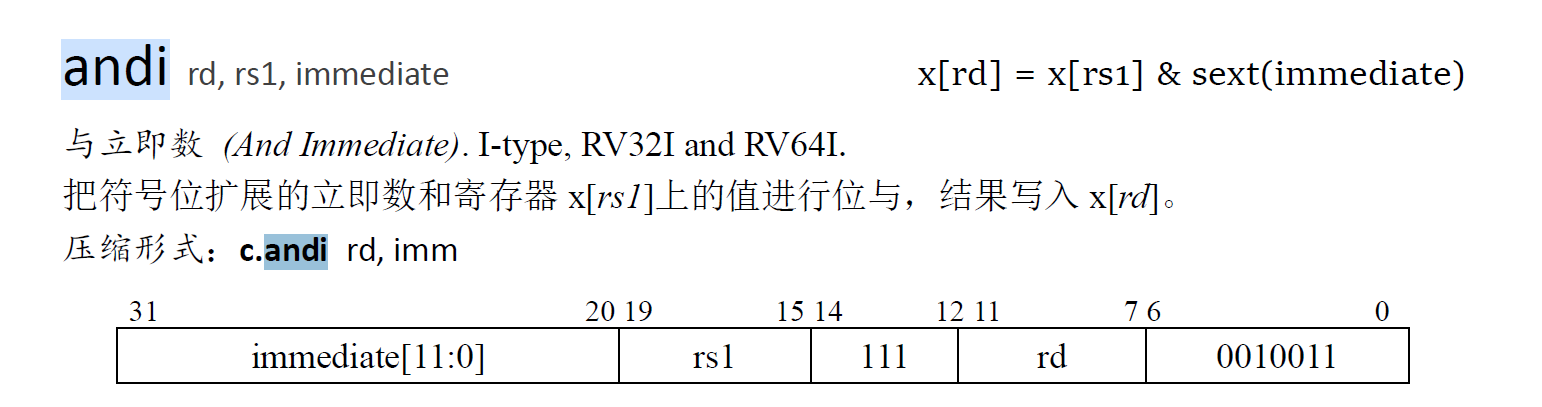 andi rd, rs1, immediate x[rd] = x[rs1] & sext(immediate)
与立即数 (And Immediate). I-type, RV32I and RV64I.
把符号位扩展的立即数和寄存器 x[rs1]上的值进行位与，结果写入 x[rd]。
压缩形式：c.andi rd, imm
31 20 19 15 14 12 11 7 6 0
immediate[11:0] rs1 111 rd 0010011